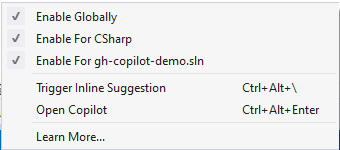 Enable Globally
Enable For CSharp
Enable For gh-copilot-demo.sln
Trigger Inline Suggestion Ctrl+Alt+\
Open Copilot Ctrl+Alt+Enter
Learn More...